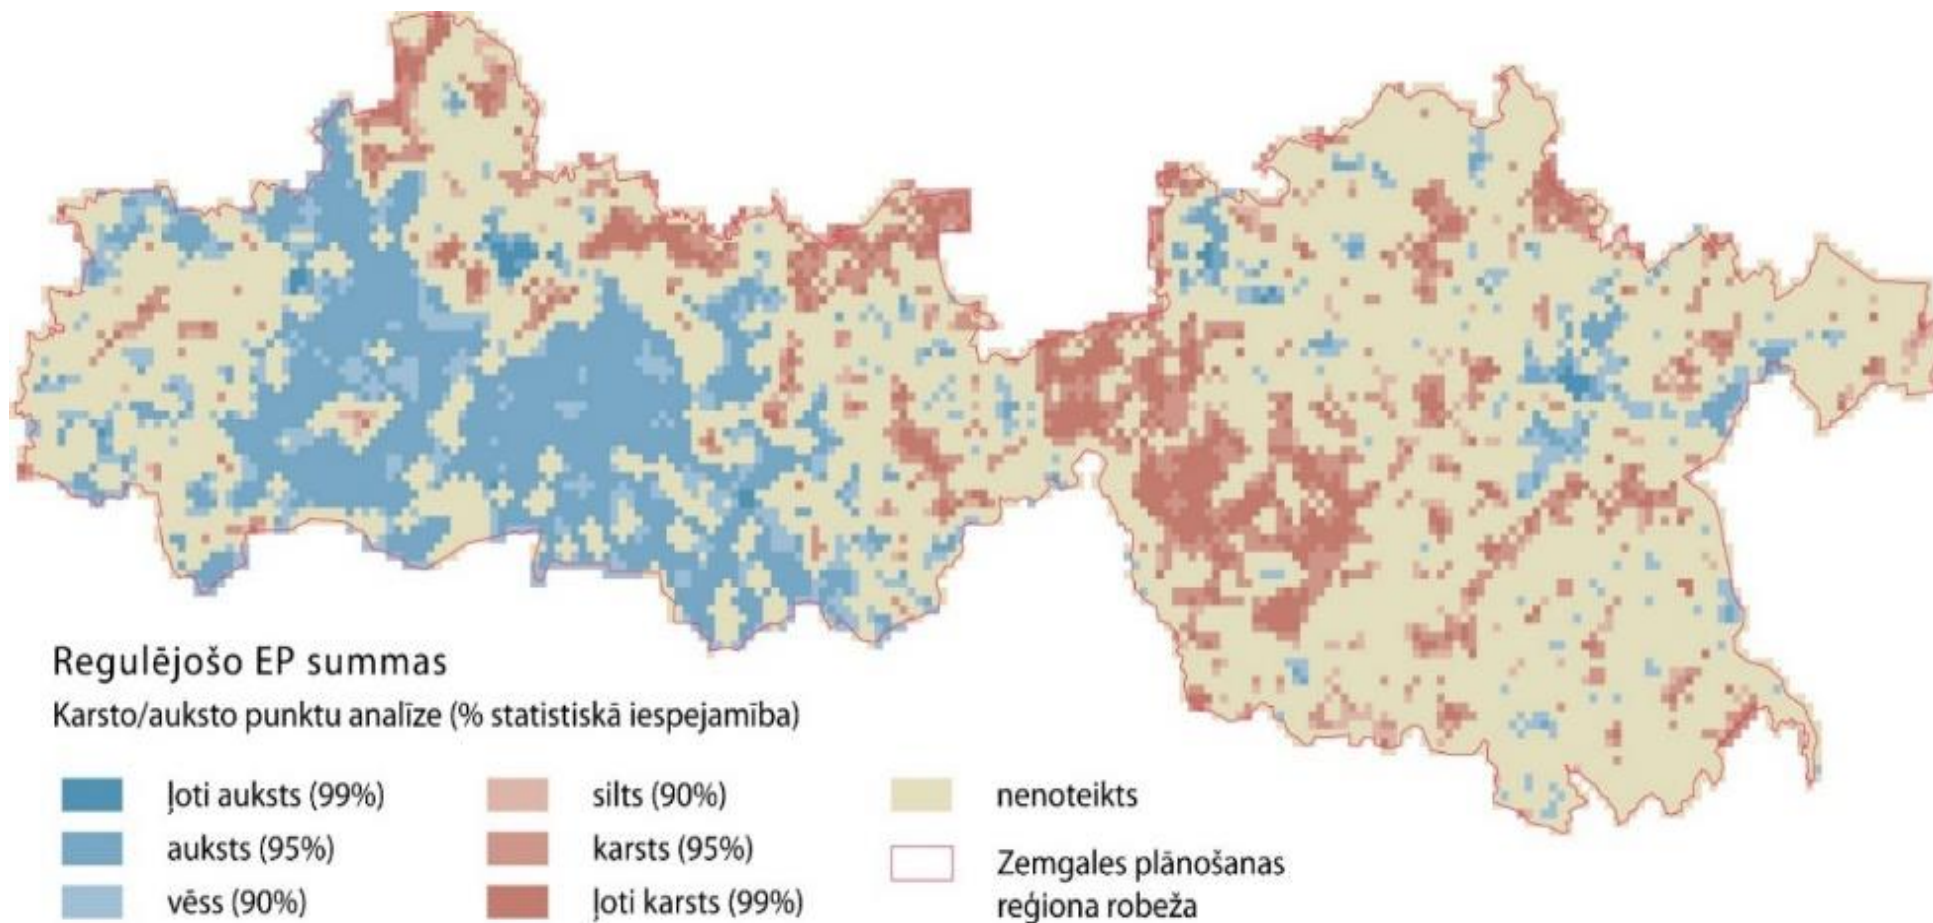 Regulējošo EP summas
Karsto/auksto punktu analīze (% statistiskā iespejamība)
ļoti auksts (99%)
auksts (95%)
vēss (90%)
silts (90%)
karsts (95%)
ļoti karsts (99%)
nenoteikts
Zemgales plānošanas
reģiona robeža